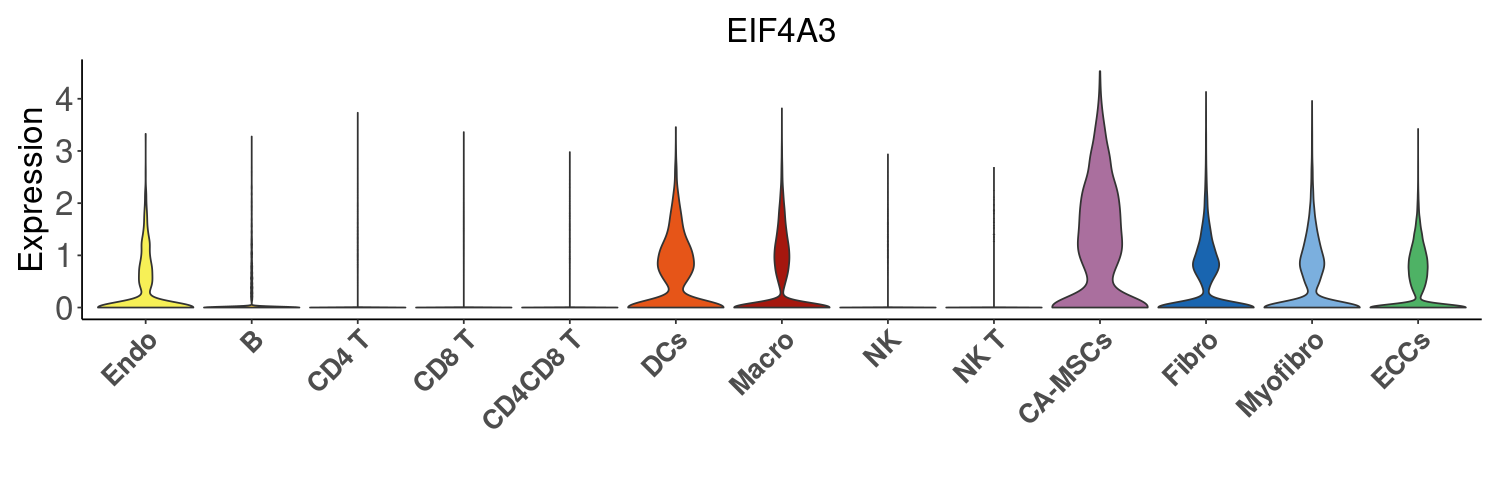 EIF4A3
Expression
4
3
2
1
0
Endo
B
CD4 T
CD8 T
CD4CD8 T
DCs
Macro
NK
NK T
CA-MSCs
Fibro
Myofibro
ECCs